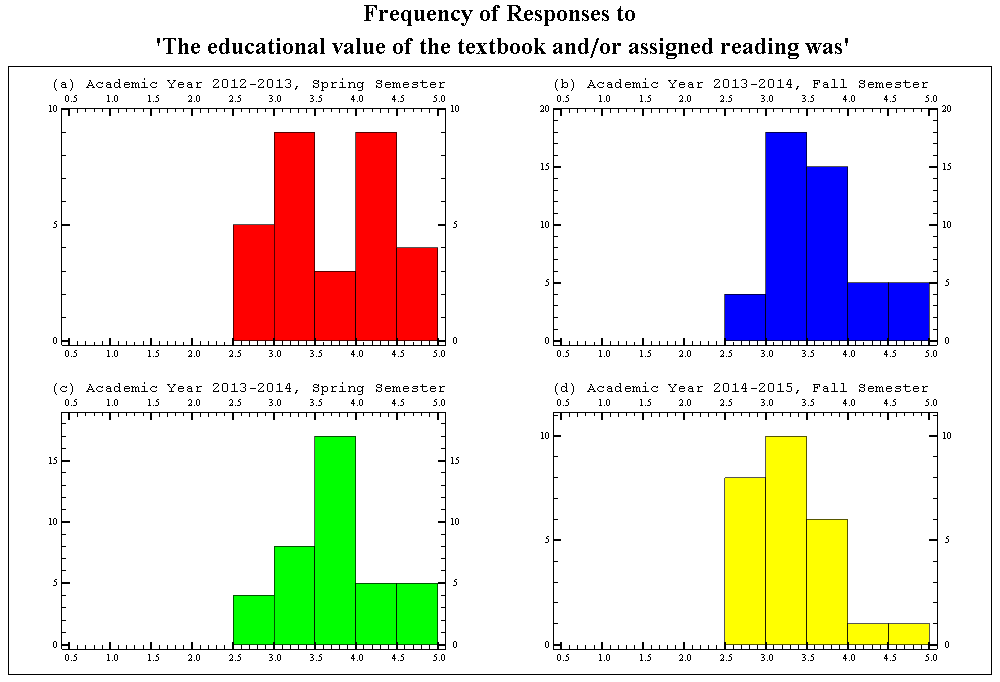 Frequency of Responses to
'The educational value of the textbook and/or assigned reading was'
(a) Academic Year 2012-2013, Spring Semester
0.5 1.0 1.5 2.0 2.5 3.0 3.5 4.0 4.5 5.0
10 10
5 5
0 0
0.5 1.0 1.5 2.0 2.5 3.0 3.5 4.0 4.5 5.0
(b) Academic Year 2013-2014, Fall Semester
0.5 1.0 1.5 2.0 2.5 3.0 3.5 4.0 4.5 5.0
20 20
15 15
10 10
5 5
0 0
0.5 1.0 1.5 2.0 2.5 3.0 3.5 4.0 4.5 5.0
(c) Academic Year 2013-2014, Spring Semester
0.5 1.0 1.5 2.0 2.5 3.0 3.5 4.0 4.5 5.0
15 15
10 10
5 5
0 0
0.5 1.0 1.5 2.0 2.5 3.0 3.5 4.0 4.5 5.0
(d) Academic Year 2014-2015, Fall Semester
0.5 1.0 1.5 2.0 2.5 3.0 3.5 4.0 4.5 5.0
10 10
5 5
0 0
0.5 1.0 1.5 2.0 2.5 3.0 3.5 4.0 4.5 5.0